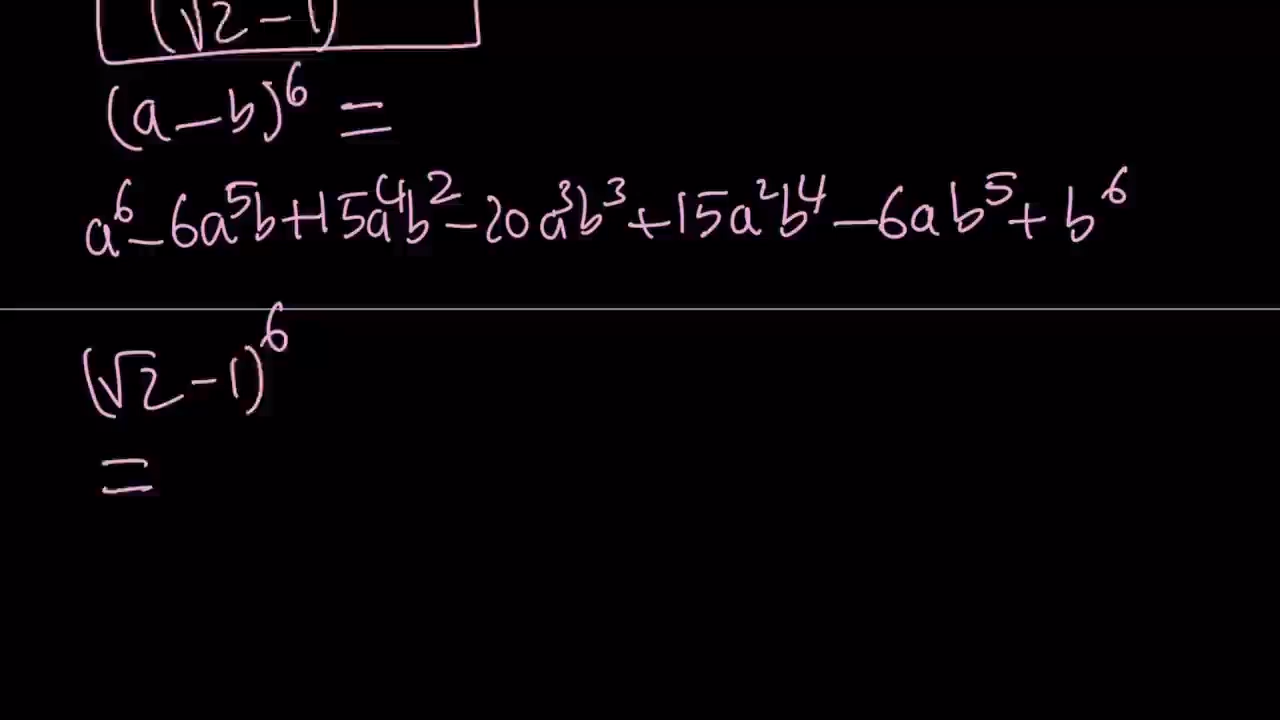 (√2 − 1)
(a − b)⁶ =
a⁶ − 6a⁵b + 15a⁴b² − 20a³b³ + 15a²b⁴ − 6ab⁵ + b⁶
(√2 − 1)⁶
=